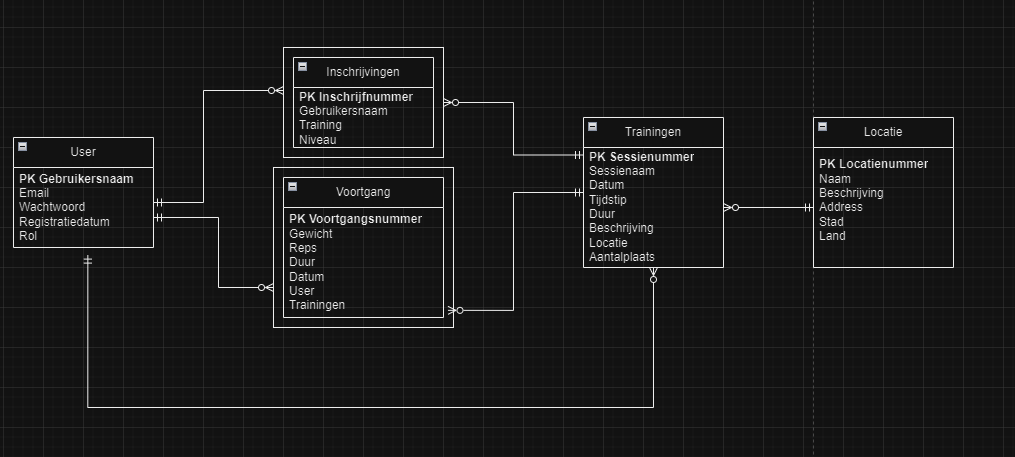 Inschrijvingen
PK Inschrijfnummer
Gebruikersnaam
Training
Niveau
User
PK Gebruikersnaam
Email
Wachtwoord
Registratiedatum
Rol
Voortgang
PK Voortgangsnummer
Gewicht
Reps
Duur
Datum
User
Trainingen
Trainingen
PK Sessienummer
Sessienaam
Datum
Tijdstip
Duur
Beschrijving
Locatie
Aantalplaats
Locatie
PK Locatienummer
Naam
Beschrijving
Address
Stad
Land